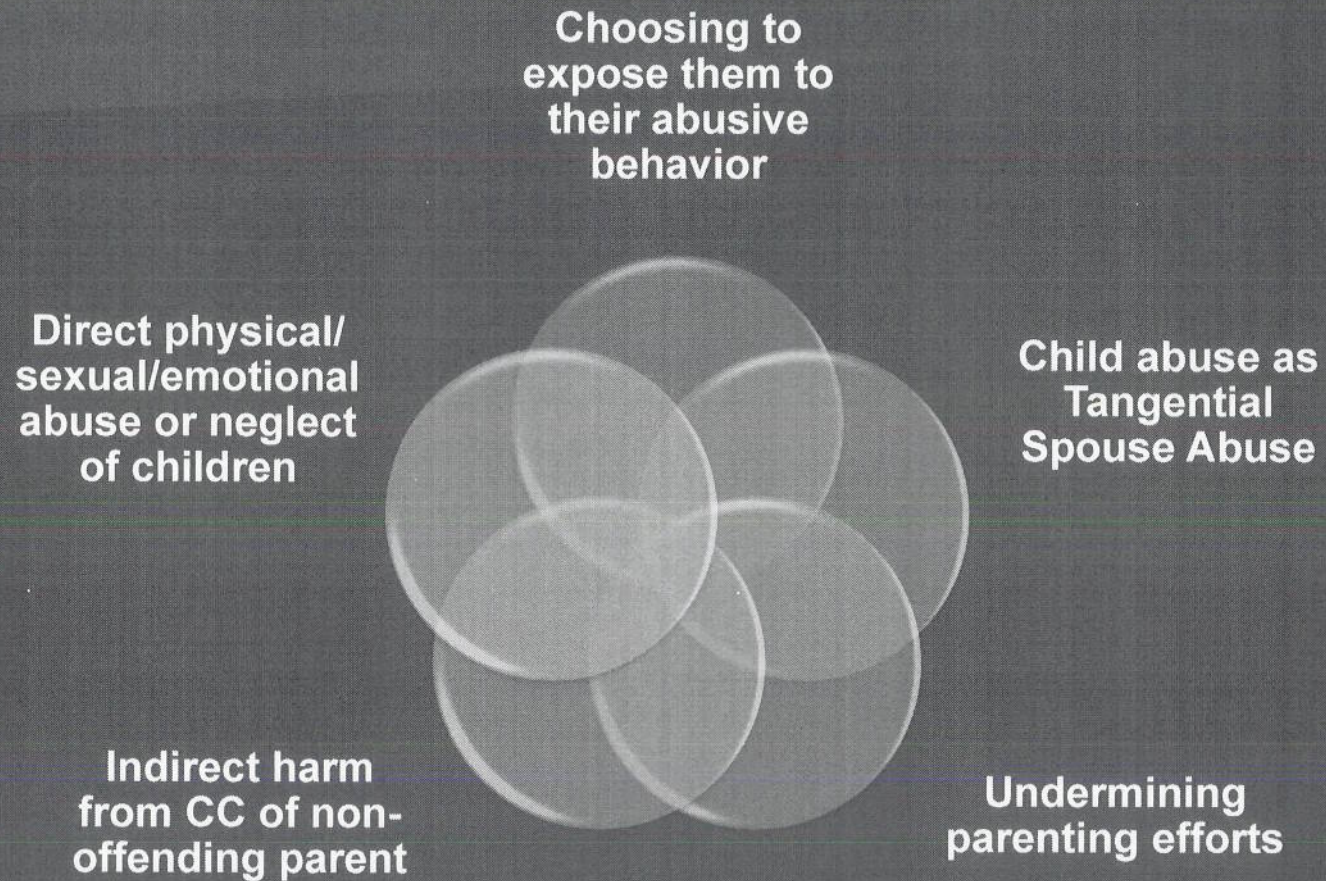 Choosing to
expose them to
their abusive
behavior
Direct physical/
sexual/emotional
abuse or neglect
of children
Child abuse as
Tangential
Spouse Abuse
Indirect harm
from CC of non-
offending parent
Undermining
parenting efforts